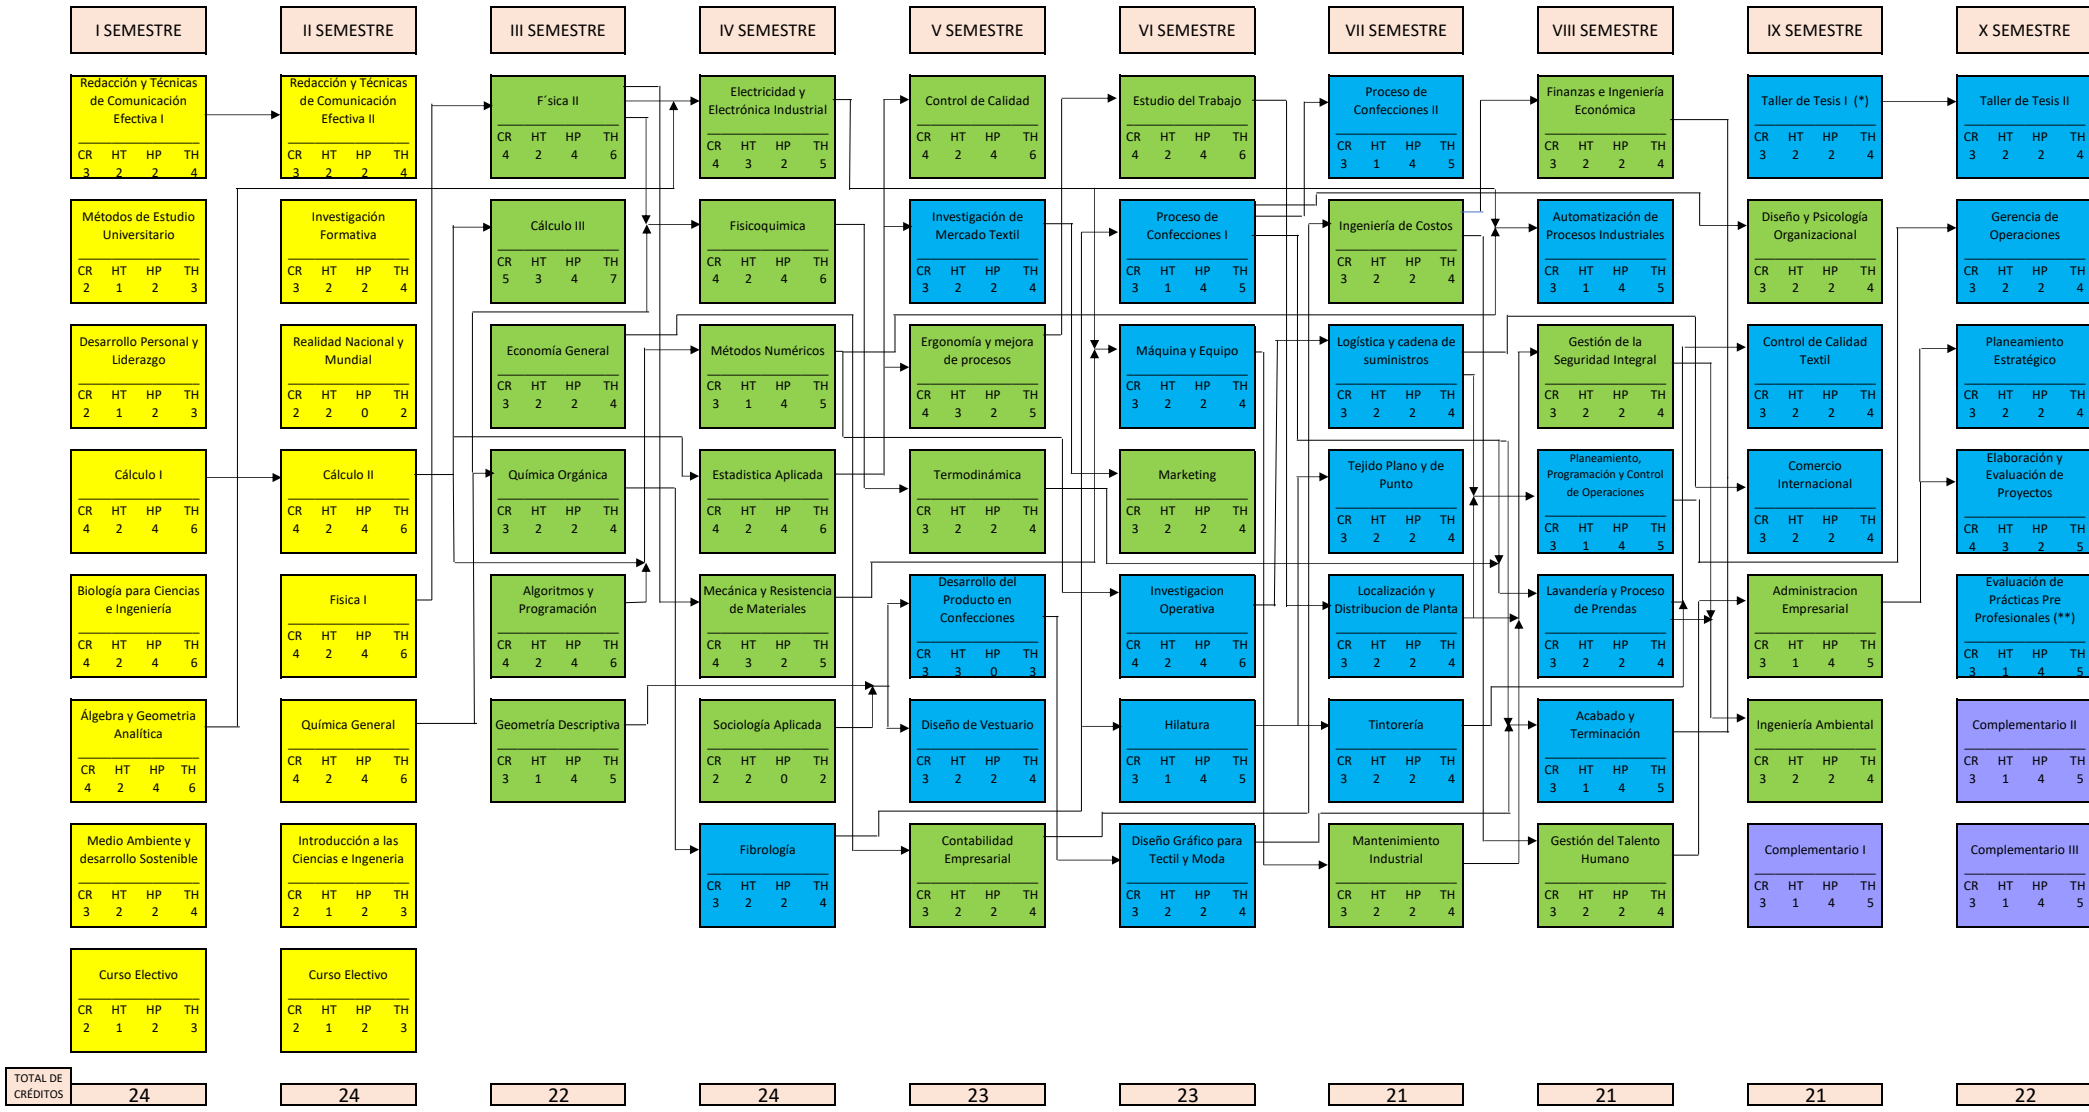 I SEMESTRE
II SEMESTRE
III SEMESTRE
IV SEMESTRE
V SEMESTRE
VI SEMESTRE
VII SEMESTRE
VIII SEMESTRE
IX SEMESTRE
X SEMESTRE
Redacción y Técnicas
de Comunicación
Efectiva I
CR HT HP TH
3 2 2 4
Redacción y Técnicas
de Comunicación
Efectiva II
CR HT HP TH
3 2 2 4
F´sica II
CR HT HP TH
4 2 4 6
Electricidad y
Electrónica Industrial
CR HT HP TH
4 3 2 5
Control de Calidad
CR HT HP TH
4 2 4 6
Estudio del Trabajo
CR HT HP TH
4 2 4 6
Proceso de
Confecciones II
CR HT HP TH
3 1 4 5
Finanzas e Ingeniería
Económica
CR HT HP TH
3 2 2 4
Taller de Tesis I (*)
CR HT HP TH
3 2 2 4
Taller de Tesis II
CR HT HP TH
3 2 2 4
Métodos de Estudio
Universitario
CR HT HP TH
2 1 2 3
Investigación
Formativa
CR HT HP TH
3 2 2 4
Cálculo III
CR HT HP TH
5 3 4 7
Fisicoquimica
CR HT HP TH
4 2 4 6
Investigación de
Mercado Textil
CR HT HP TH
3 2 2 4
Proceso de
Confecciones I
CR HT HP TH
3 1 4 5
Ingeniería de Costos
CR HT HP TH
3 2 2 4
Automatización de
Procesos Industriales
CR HT HP TH
3 1 4 5
Diseño y Psicología
Organizacional
CR HT HP TH
3 2 2 4
Gerencia de
Operaciones
CR HT HP TH
3 2 2 4
Desarrollo Personal y
Liderazgo
CR HT HP TH
2 1 2 3
Realidad Nacional y
Mundial
CR HT HP TH
2 2 0 2
Economía General
CR HT HP TH
3 2 2 4
Métodos Numéricos
CR HT HP TH
3 1 4 5
Ergonomía y mejora
de procesos
CR HT HP TH
4 3 2 5
Máquina y Equipo
CR HT HP TH
3 2 2 4
Logística y cadena de
suministros
CR HT HP TH
3 2 2 4
Gestión de la
Seguridad Integral
CR HT HP TH
3 2 2 4
Control de Calidad
Textil
CR HT HP TH
3 2 2 4
Planeamiento
Estratégico
CR HT HP TH
3 2 2 4
Cálculo I
CR HT HP TH
4 2 4 6
Cálculo II
CR HT HP TH
4 2 4 6
Química Orgánica
CR HT HP TH
3 2 2 4
Estadistica Aplicada
CR HT HP TH
4 2 4 6
Termodinámica
CR HT HP TH
3 2 2 4
Marketing
CR HT HP TH
3 2 2 4
Tejido Plano y de
Punto
CR HT HP TH
3 2 2 4
Planeamiento,
Programación y Control
de Operaciones
CR HT HP TH
3 1 4 5
Comercio
Internacional
CR HT HP TH
3 2 2 4
Elaboración y
Evaluación de
Proyectos
CR HT HP TH
4 3 2 5
Biología para Ciencias
e Ingeniería
CR HT HP TH
4 2 4 6
Fisica I
CR HT HP TH
4 2 4 6
Algoritmos y
Programación
CR HT HP TH
4 2 4 6
Mecánica y Resistencia
de Materiales
CR HT HP TH
4 3 2 5
Desarrollo del
Producto en
Confecciones
CR HT HP TH
3 3 0 3
Investigacion
Operativa
CR HT HP TH
4 2 4 6
Localización y
Distribucion de Planta
CR HT HP TH
3 2 2 4
Lavandería y Proceso
de Prendas
CR HT HP TH
3 2 2 4
Administracion
Empresarial
CR HT HP TH
3 1 4 5
Evaluación de
Prácticas Pre
Profesionales (**)
CR HT HP TH
3 1 4 5
Álgebra y Geometria
Analítica
CR HT HP TH
4 2 4 6
Química General
CR HT HP TH
4 2 4 6
Geometría Descriptiva
CR HT HP TH
3 1 4 5
Sociología Aplicada
CR HT HP TH
2 2 0 2
Diseño de Vestuario
CR HT HP TH
3 2 2 4
Hilatura
CR HT HP TH
3 1 4 5
Tintorería
CR HT HP TH
3 2 2 4
Acabado y
Terminación
CR HT HP TH
3 1 4 5
Ingeniería Ambiental
CR HT HP TH
3 2 2 4
Complementario II
CR HT HP TH
3 1 4 5
Medio Ambiente y
desarrollo Sostenible
CR HT HP TH
3 2 2 4
Introducción a las
Ciencias e Ingeneria
CR HT HP TH
2 1 2 3
Fibrología
CR HT HP TH
3 2 2 4
Contabilidad
Empresarial
CR HT HP TH
3 2 2 4
Diseño Gráfico para
Tectil y Moda
CR HT HP TH
3 2 2 4
Mantenimiento
Industrial
CR HT HP TH
3 2 2 4
Gestión del Talento
Humano
CR HT HP TH
3 2 2 4
Complementario I
CR HT HP TH
3 1 4 5
Complementario III
CR HT HP TH
3 1 4 5
Curso Electivo
CR HT HP TH
2 1 2 3
Curso Electivo
CR HT HP TH
2 1 2 3
TOTAL DE
CRÉDITOS
24
24
22
24
23
23
21
21
21
22